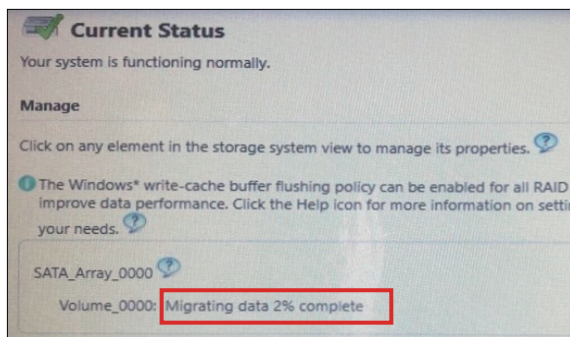 Current Status
Your system is functioning normally.
Manage
Click on any element in the storage system view to manage its properties.
The Windows* write-cache buffer flushing policy can be enabled for all RAID
improve data performance. Click the Help icon for more information on setti
your needs.
SATA_Array_0000
Volume_0000: Migrating data 2% complete